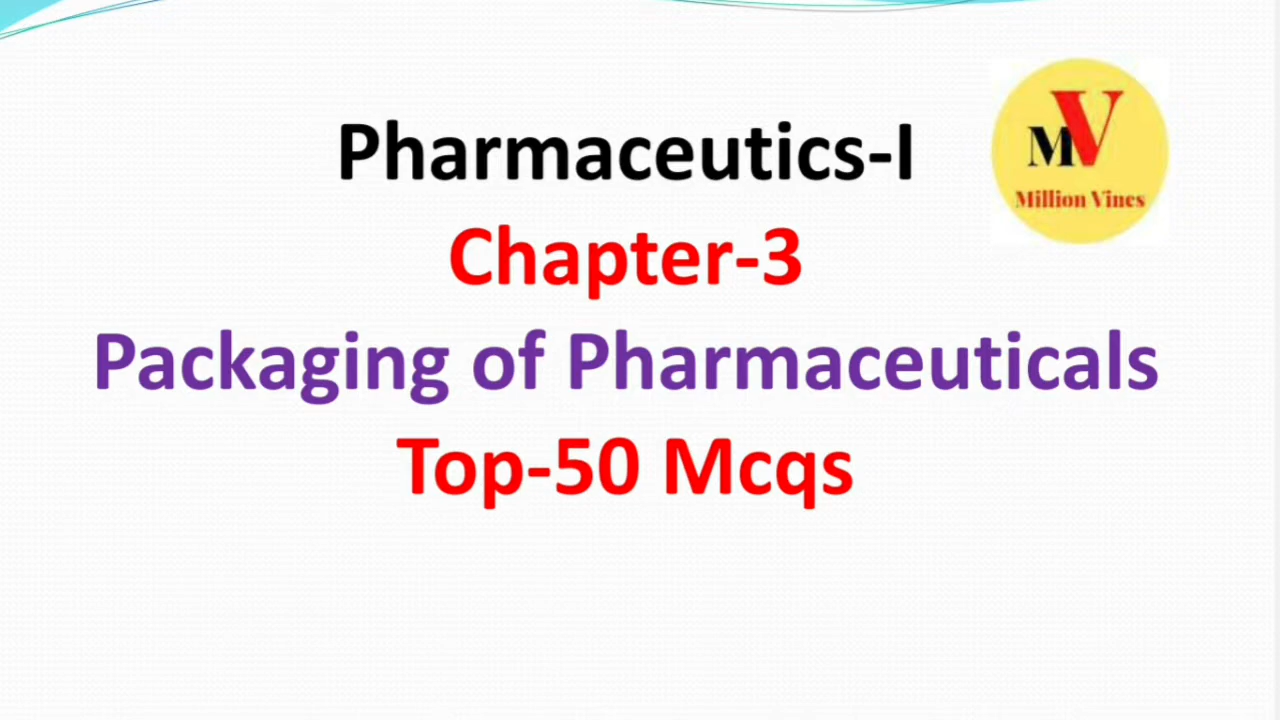 Pharmaceutics-I
MV
Million Vines
Chapter-3
Packaging of Pharmaceuticals
Top-50 Mcqs